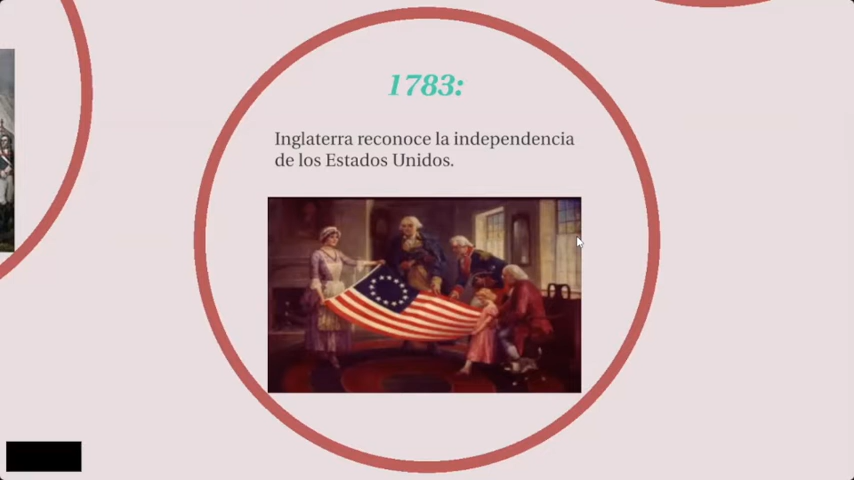 1783:
Inglaterra reconoce la independencia
de los Estados Unidos.